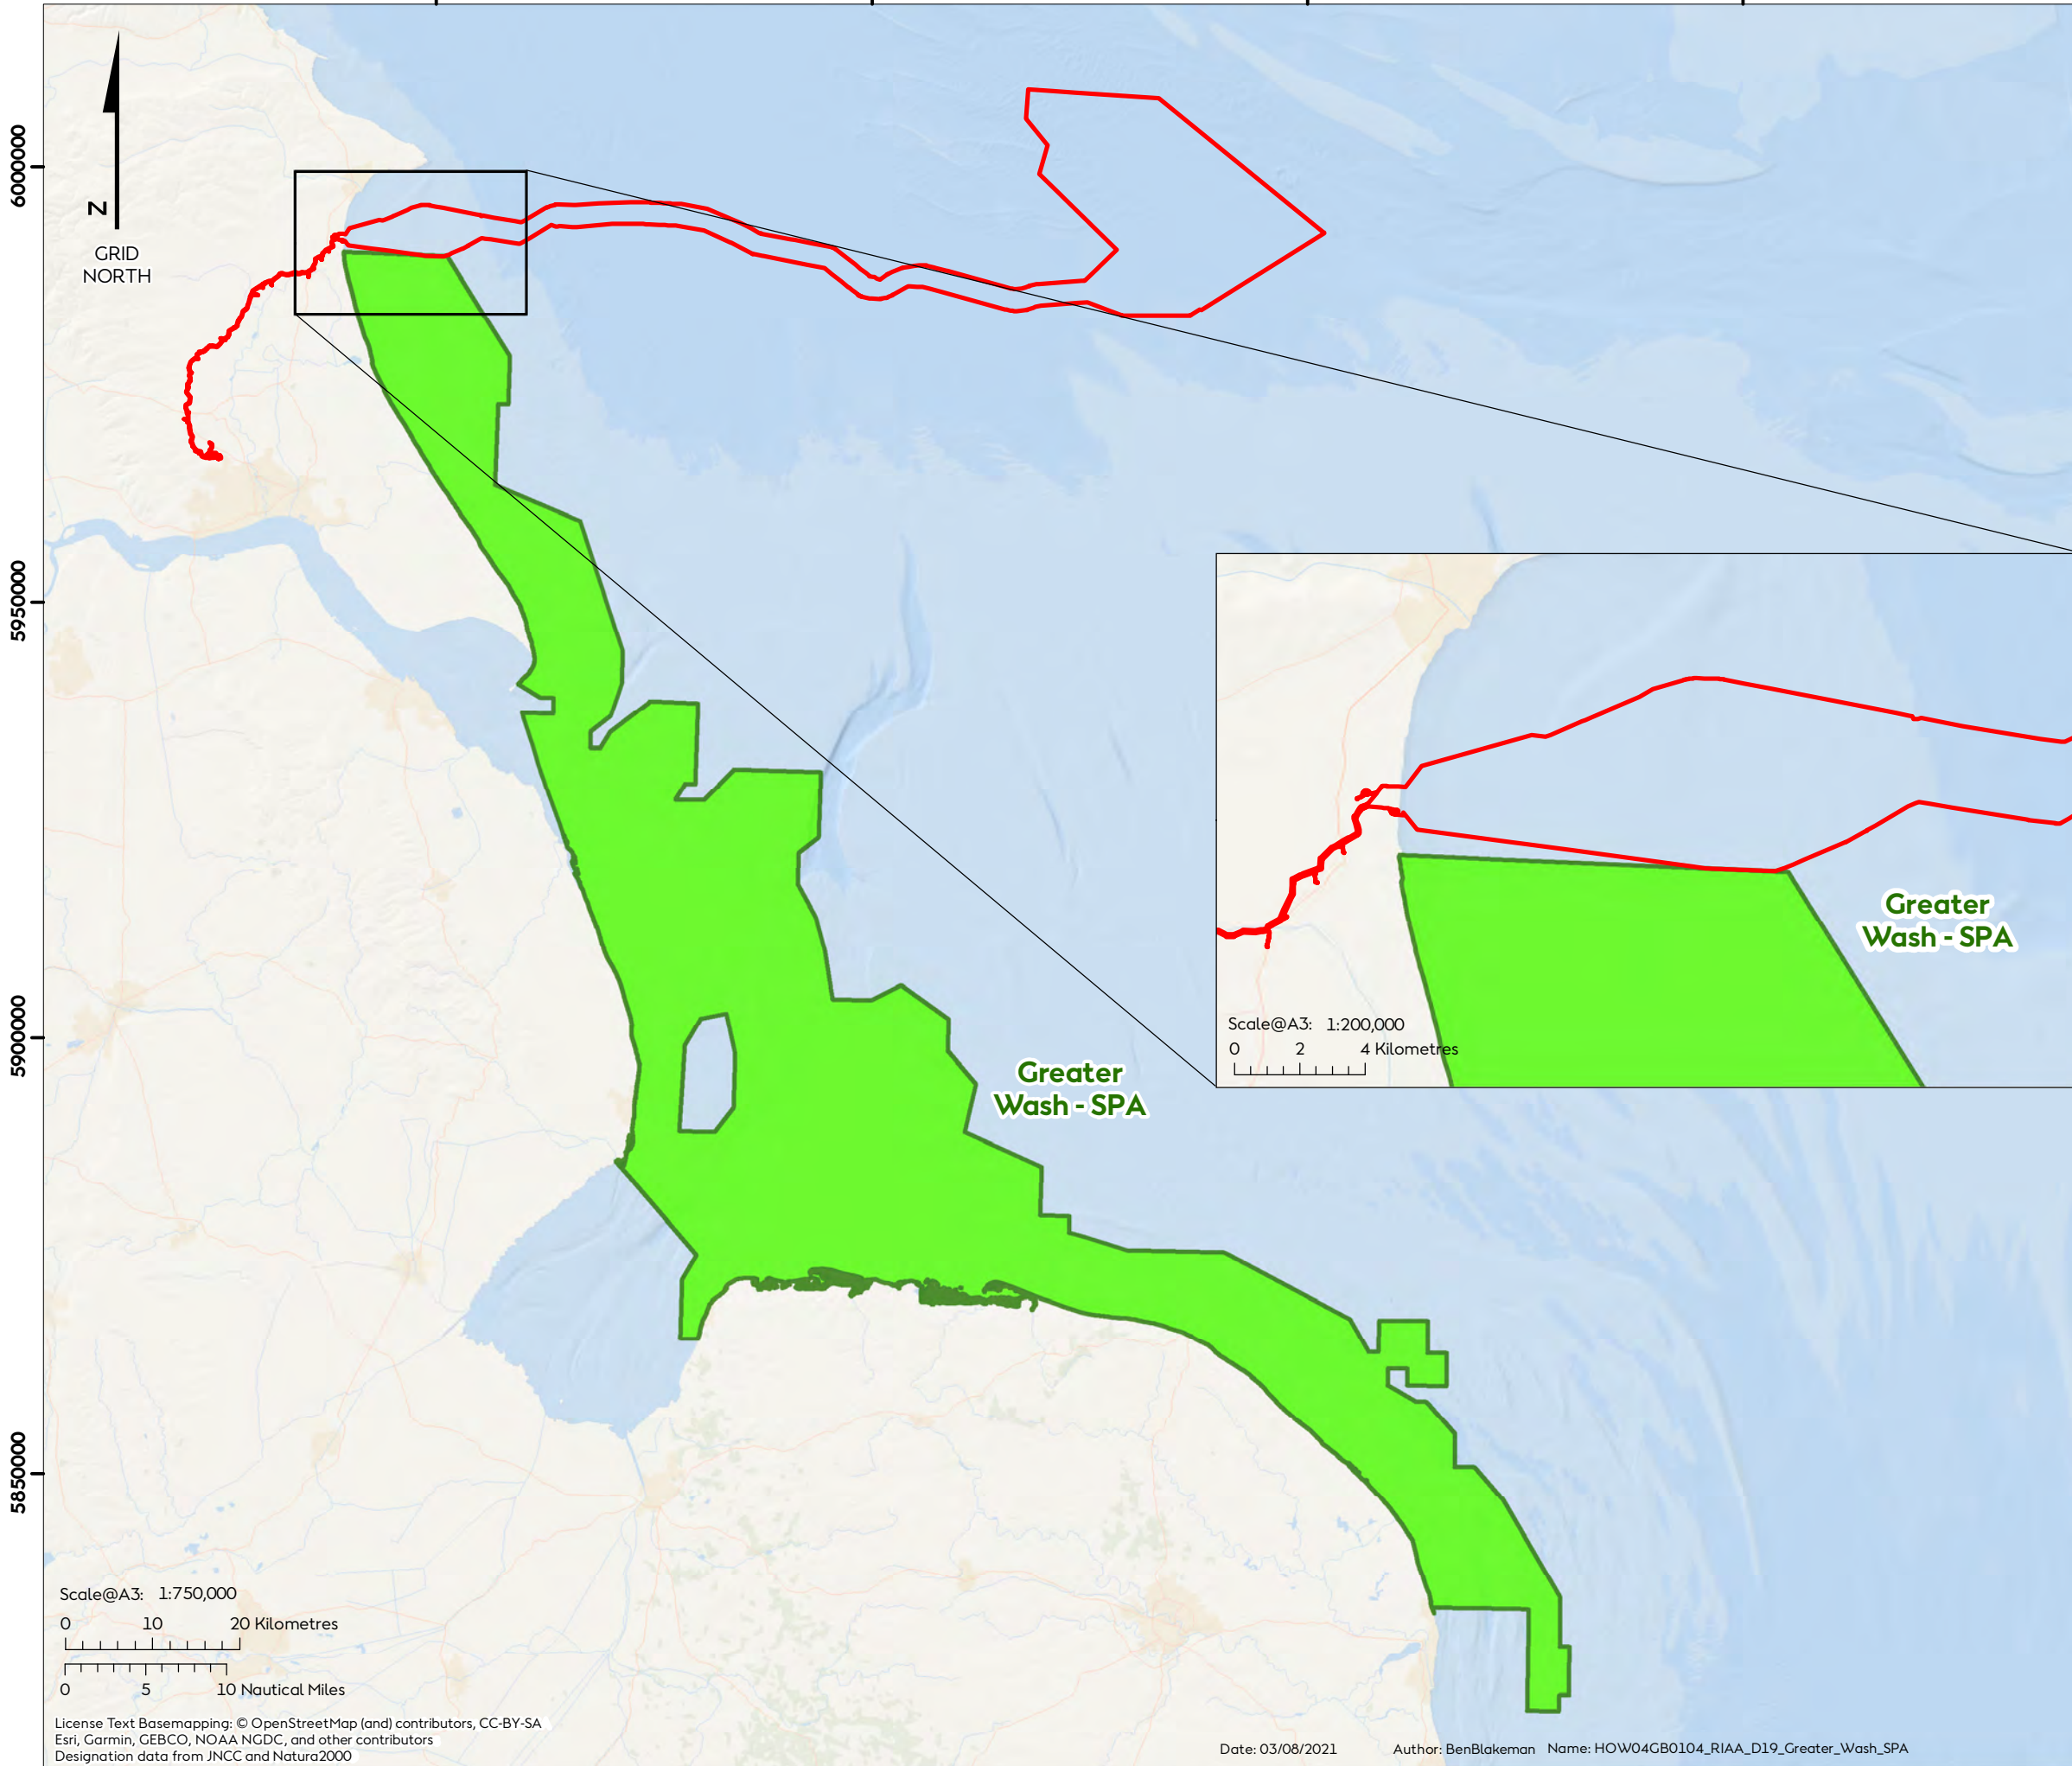 N
GRID
NORTH
6000000
5950000
5900000
5850000
Greater
Wash - SPA
Scale@A3: 1:200,000
0 2 4 Kilometres
Greater
Wash - SPA
Scale@A3: 1:750,000
0 10 20 Kilometres
0 5 10 Nautical Miles
License Text Basemapping: © OpenStreetMap (and) contributors, CC-BY-SA
Esri, Garmin, GEBCO, NOAA NGDC, and other contributors
Designation data from JNCC and Natura2000
Date: 03/08/2021 Author: BenBlakeman Name: HOW04GB0104_RIAA_D19_Greater_Wash_SPA